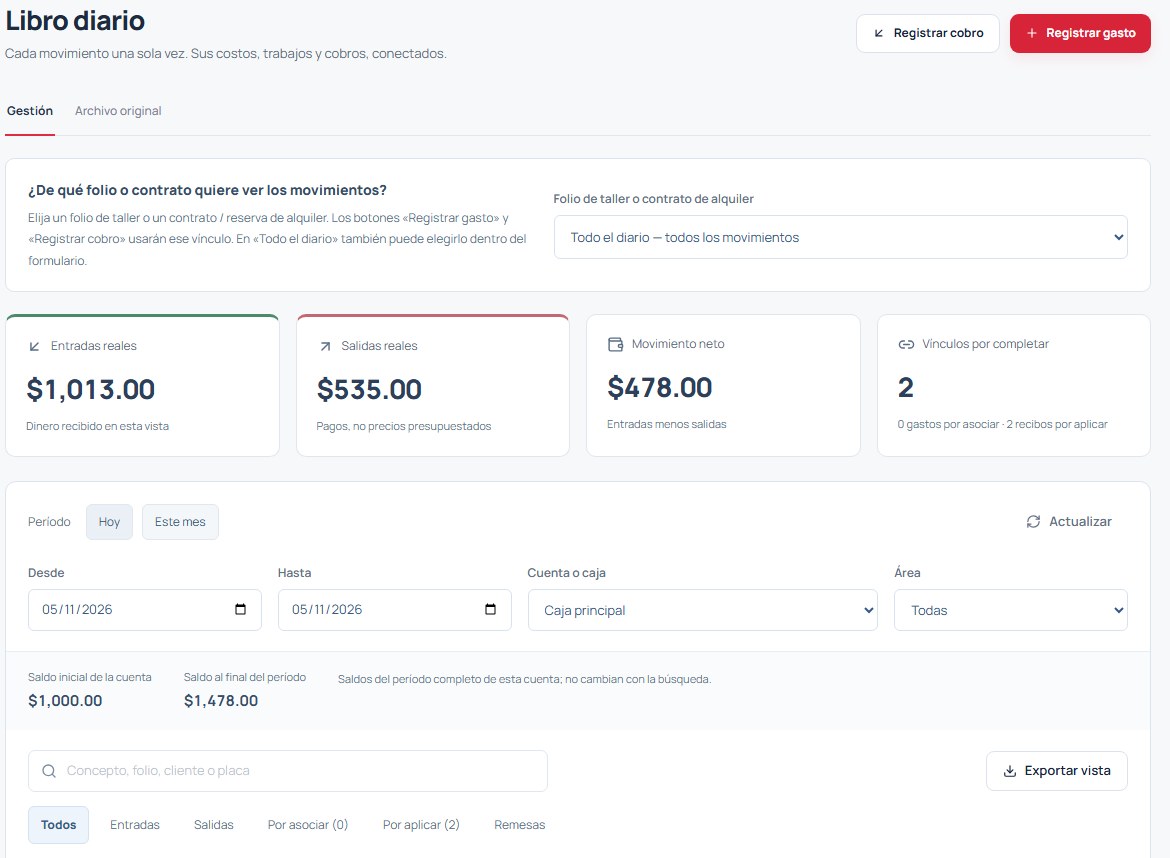 Libro diario
Cada movimiento una sola vez. Sus costos, trabajos y cobros, conectados.
Registrar cobro
Registrar gasto
Gestión
Archivo original
¿De qué folio o contrato quiere ver los movimientos?
Elija un folio de taller o un contrato / reserva de alquiler. Los botones «Registrar gasto» y
«Registrar cobro» usarán ese vínculo. En «Todo el diario» también puede elegirlo dentro del
formulario.
Folio de taller o contrato de alquiler
Todo el diario — todos los movimientos
Entradas reales
$1,013.00
Dinero recibido en esta vista
Salidas reales
$535.00
Pagos, no precios presupuestados
Movimiento neto
$478.00
Entradas menos salidas
Vínculos por completar
2
0 gastos por asociar · 2 recibos por aplicar
Período
Hoy
Este mes
Actualizar
Desde
05/11/2026
Hasta
05/11/2026
Cuenta o caja
Caja principal
Área
Todas
Saldo inicial de la cuenta
$1,000.00
Saldo al final del período
$1,478.00
Saldos del período completo de esta cuenta; no cambian con la búsqueda.
Concepto, folio, cliente o placa
Exportar vista
Todos
Entradas
Salidas
Por asociar (0)
Por aplicar (2)
Remesas